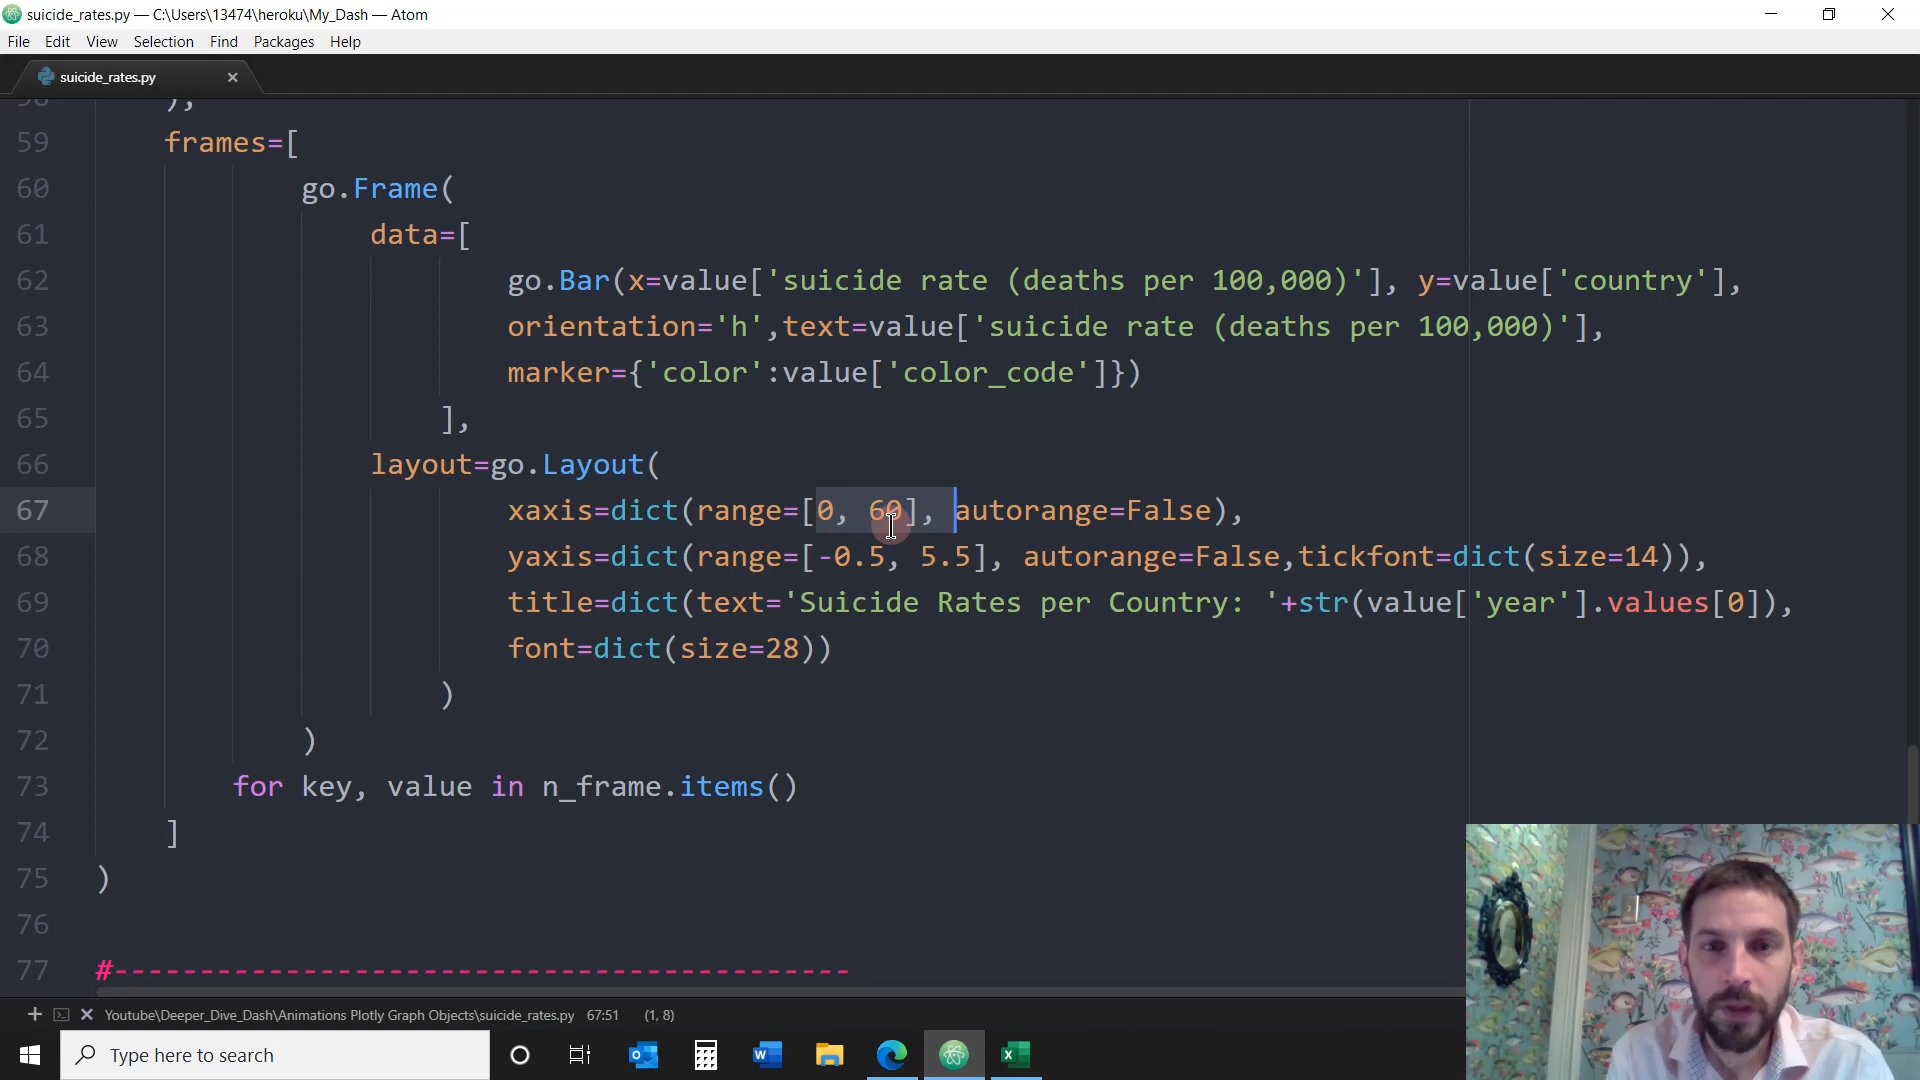 suicide_rates.py — C:\Users\13474\heroku\My_Dash — Atom
File Edit View Selection Find Packages Help
suicide_rates.py
58 ),
59 frames=[
60 go.Frame(
61 data=[
62 go.Bar(x=value['suicide rate (deaths per 100,000)'], y=value['country'],
63 orientation='h',text=value['suicide rate (deaths per 100,000)'],
64 marker={'color':value['color_code']})
65 ],
66 layout=go.Layout(
67 xaxis=dict(range=[0, 60], autorange=False),
68 yaxis=dict(range=[-0.5, 5.5], autorange=False,tickfont=dict(size=14)),
69 title=dict(text='Suicide Rates per Country: '+str(value['year'].values[0]),
70 font=dict(size=28))
71 )
72 )
73 for key, value in n_frame.items()
74 ]
75 )
76
77 #-------------------------------------------
Youtube\Deeper_Dive_Dash\Animations Plotly Graph Objects\suicide_rates.py 67:51 (1, 8)
Type here to search